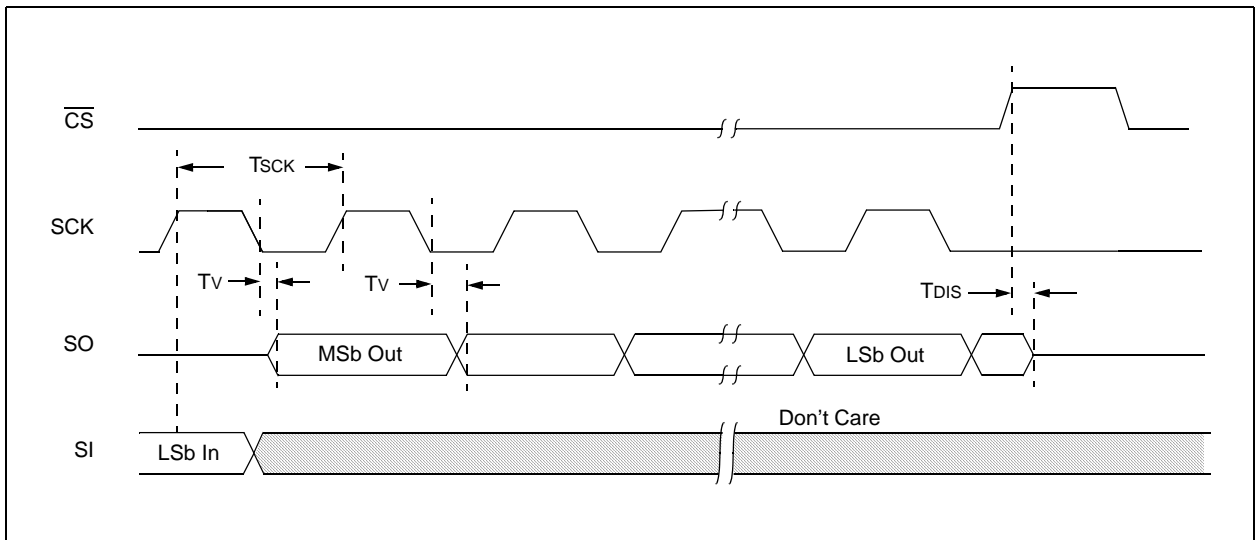 CS
TSCK
SCK
TV
TV
TDIS
SO
MSb Out
LSb Out
Don't Care
SI
LSb In